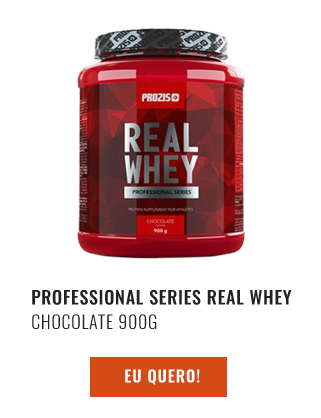 PROZIS
REAL
WHEY
PROFESSIONAL SERIES
PROTEIN SUPPLEMENT FOR ATHLETES
CHOCOLATE
FLAVOUR
900 g
PROFESSIONAL SERIES REAL WHEY
CHOCOLATE 900G
EU QUERO!